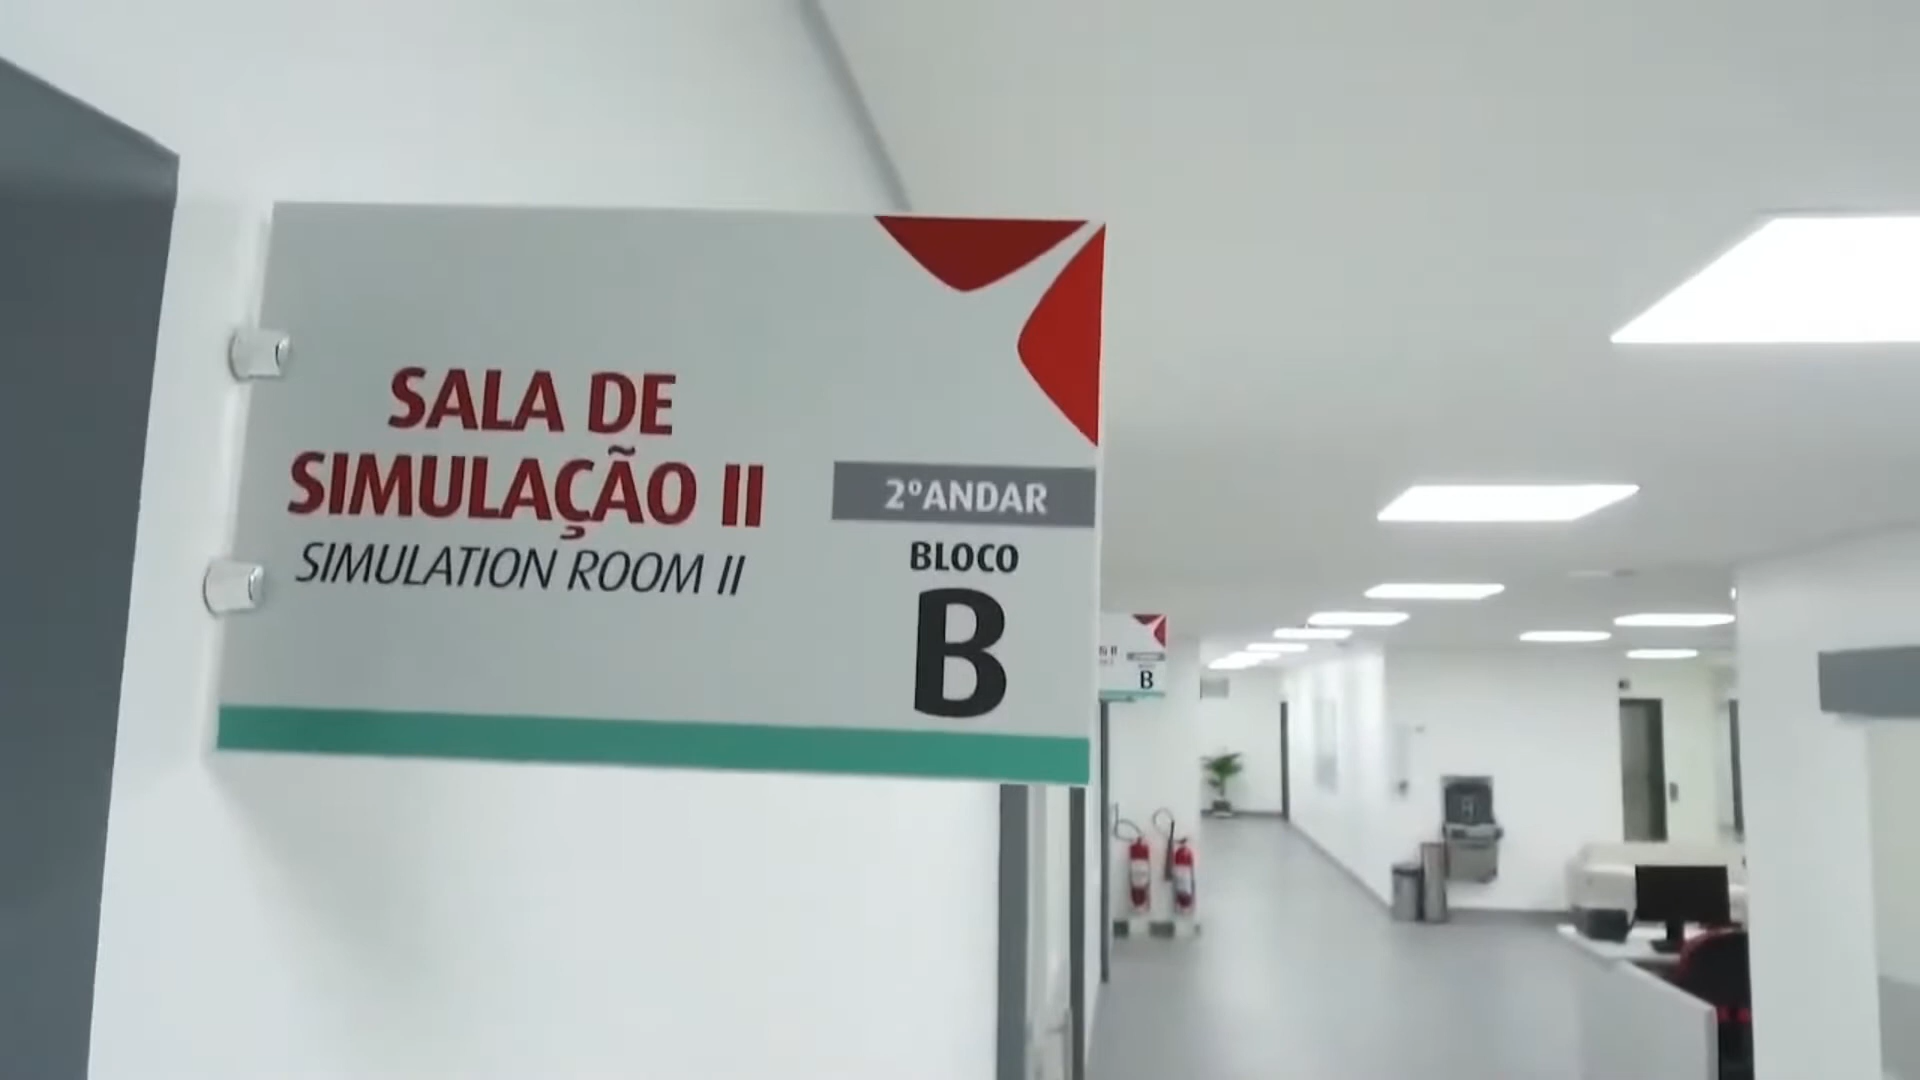 SALA DE
SIMULAÇÃO II
SIMULATION ROOM II
2ºANDAR
BLOCO
B
B